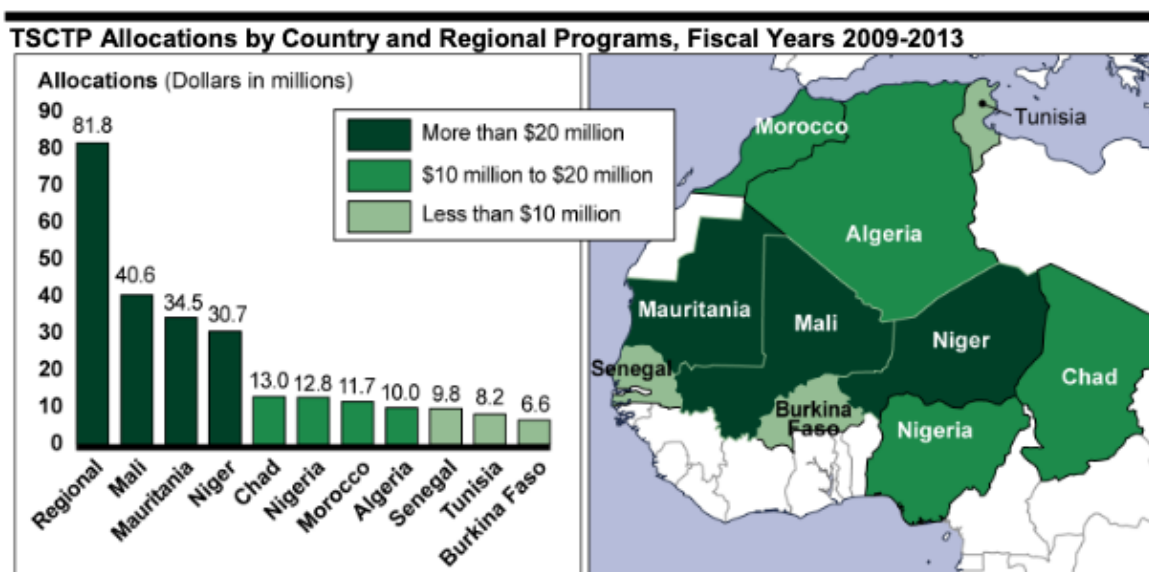 TSCTP Allocations by Country and Regional Programs, Fiscal Years 2009-2013
Allocations (Dollars in millions)
90
80
70
60
50
40
30
20
10
0
81.8
40.6
34.5
30.7
13.0
12.8
11.7
10.0
9.8
8.2
6.6
Regional
Mali
Mauritania
Niger
Chad
Nigeria
Morocco
Algeria
Senegal
Tunisia
Burkina Faso
More than $20 million
$10 million to $20 million
Less than $10 million
Morocco
Tunisia
Algeria
Mauritania
Mali
Niger
Senegal
Chad
Burkina
Faso
Nigeria